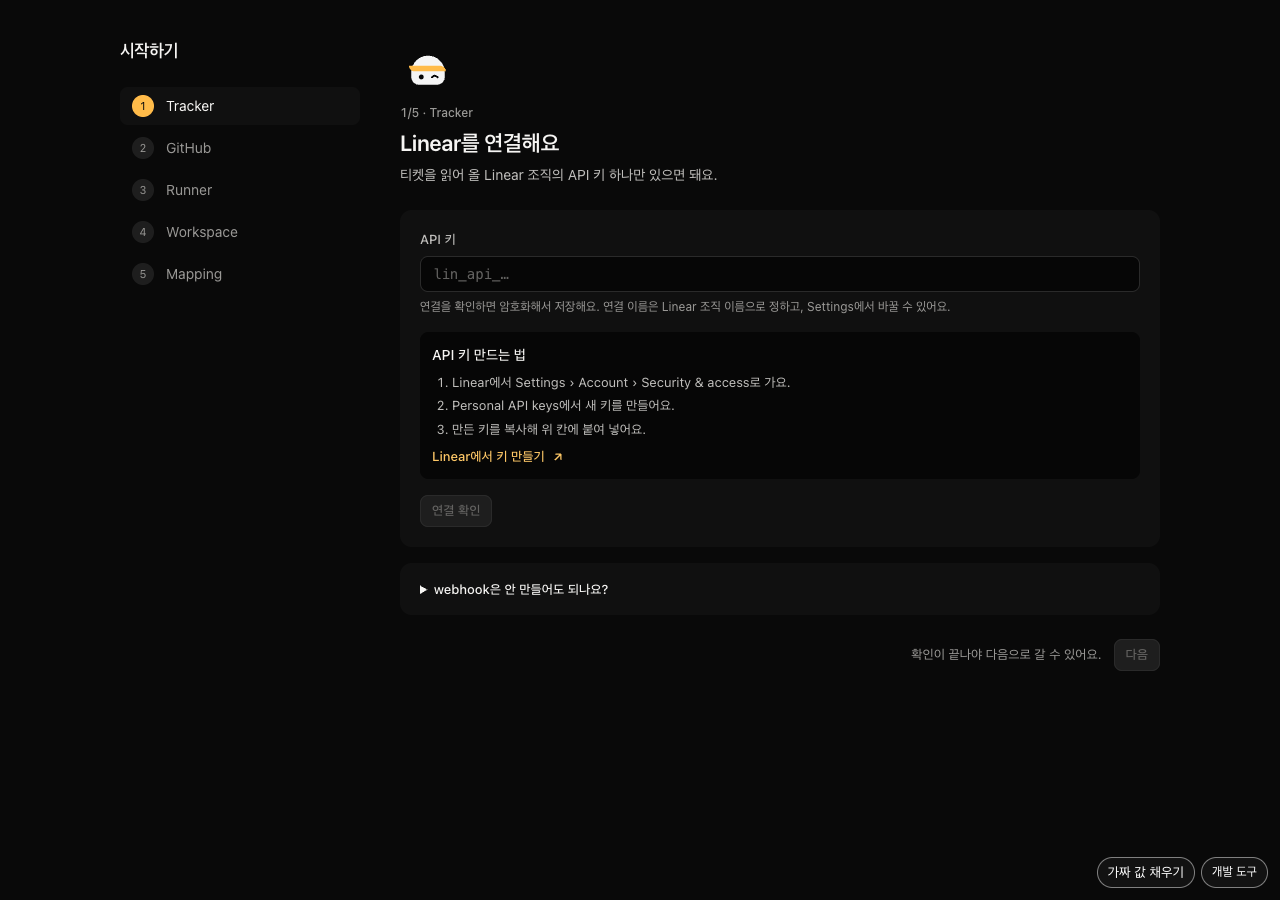 시작하기
1 Tracker
2 GitHub
3 Runner
4 Workspace
5 Mapping
1/5 · Tracker
Linear를 연결해요
티켓을 읽어 올 Linear 조직의 API 키 하나만 있으면 돼요.
API 키
lin_api_…
연결을 확인하면 암호화해서 저장해요. 연결 이름은 Linear 조직 이름으로 정하고, Settings에서 바꿀 수 있어요.
API 키 만드는 법
1. Linear에서 Settings › Account › Security & access로 가요.
2. Personal API keys에서 새 키를 만들어요.
3. 만든 키를 복사해 위 칸에 붙여 넣어요.
Linear에서 키 만들기 ↗
연결 확인
▶ webhook은 안 만들어도 되나요?
확인이 끝나야 다음으로 갈 수 있어요. 다음
가짜 값 채우기 개발 도구